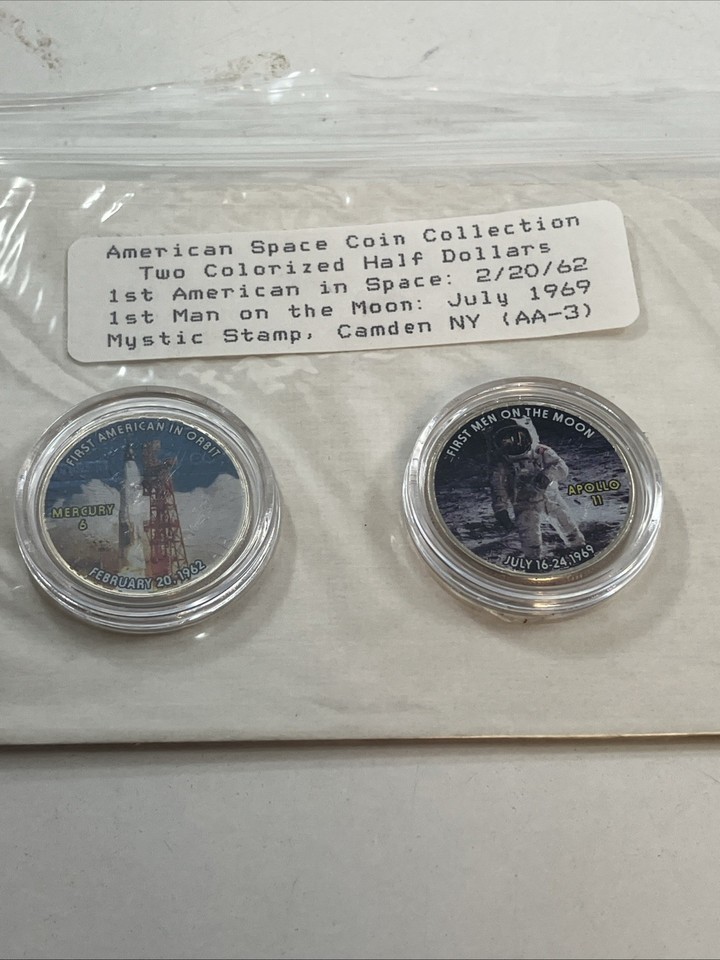 American Space Coin Collection
Two Colorized Half Dollars
1st American in Space: 2/20/62
1st Man on the Moon: July 1969
Mystic Stamp, Camden NY (AA-3)
FIRST AMERICAN IN ORBIT
MERCURY
6
FEBRUARY 20, 1962
FIRST MEN ON THE MOON
APOLLO
11
JULY 16-24, 1969